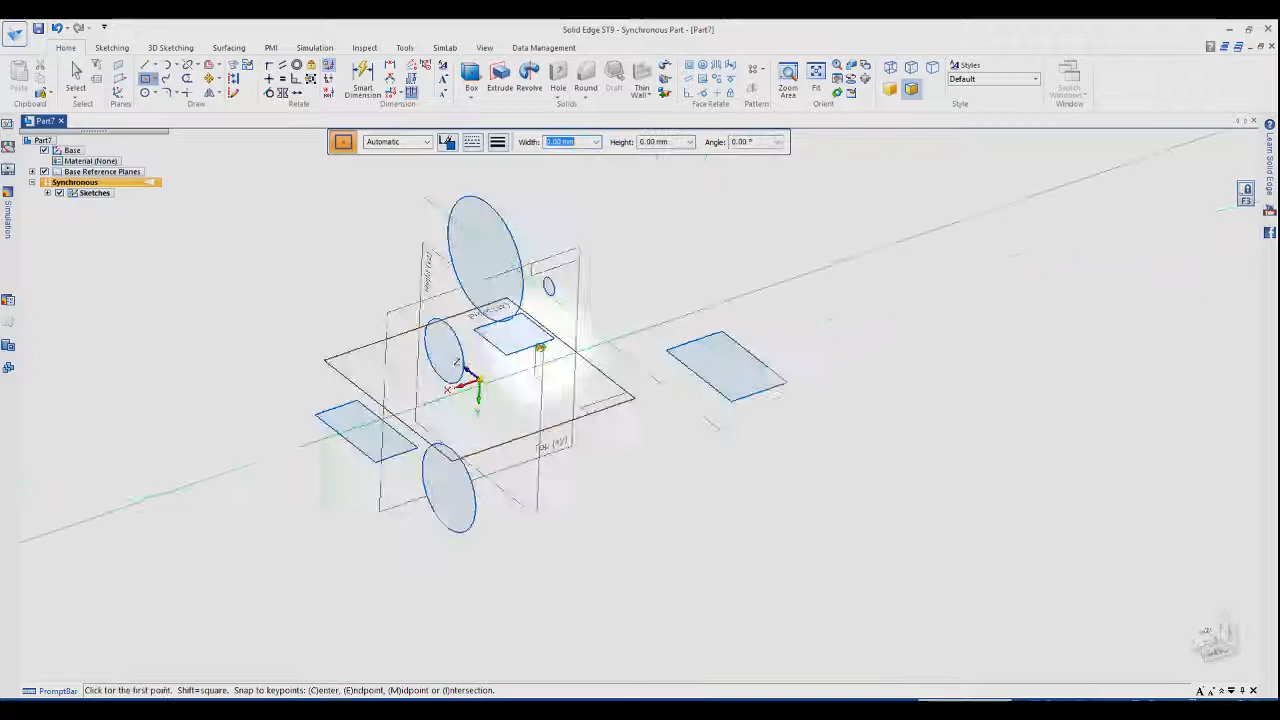 Solid Edge ST9 - Synchronous Part - [Part7]
Home Sketching 3D Sketching Surfacing PMI Simulation Inspect Tools SimLab View Data Management
Paste Select Smart Dimension Box Extrude Revolve Hole Round Draft Thin Wall Zoom Area Fit Styles Default Switch Windows
Clipboard Select Planes Draw Relate Dimension Solids Face Relate Pattern Orient Style Window
Part7
Automatic Width: 0.00 mm Height: 0.00 mm Angle: 0.00 °
Part7
Base
Material (None)
Base Reference Planes
Synchronous
Sketches
Simulation
Learn Solid Edge
F3
Z
X
Y
PromptBar Click for the first point. Shift=square. Snap to keypoints: (C)enter, (E)ndpoint, (M)idpoint or (I)ntersection.